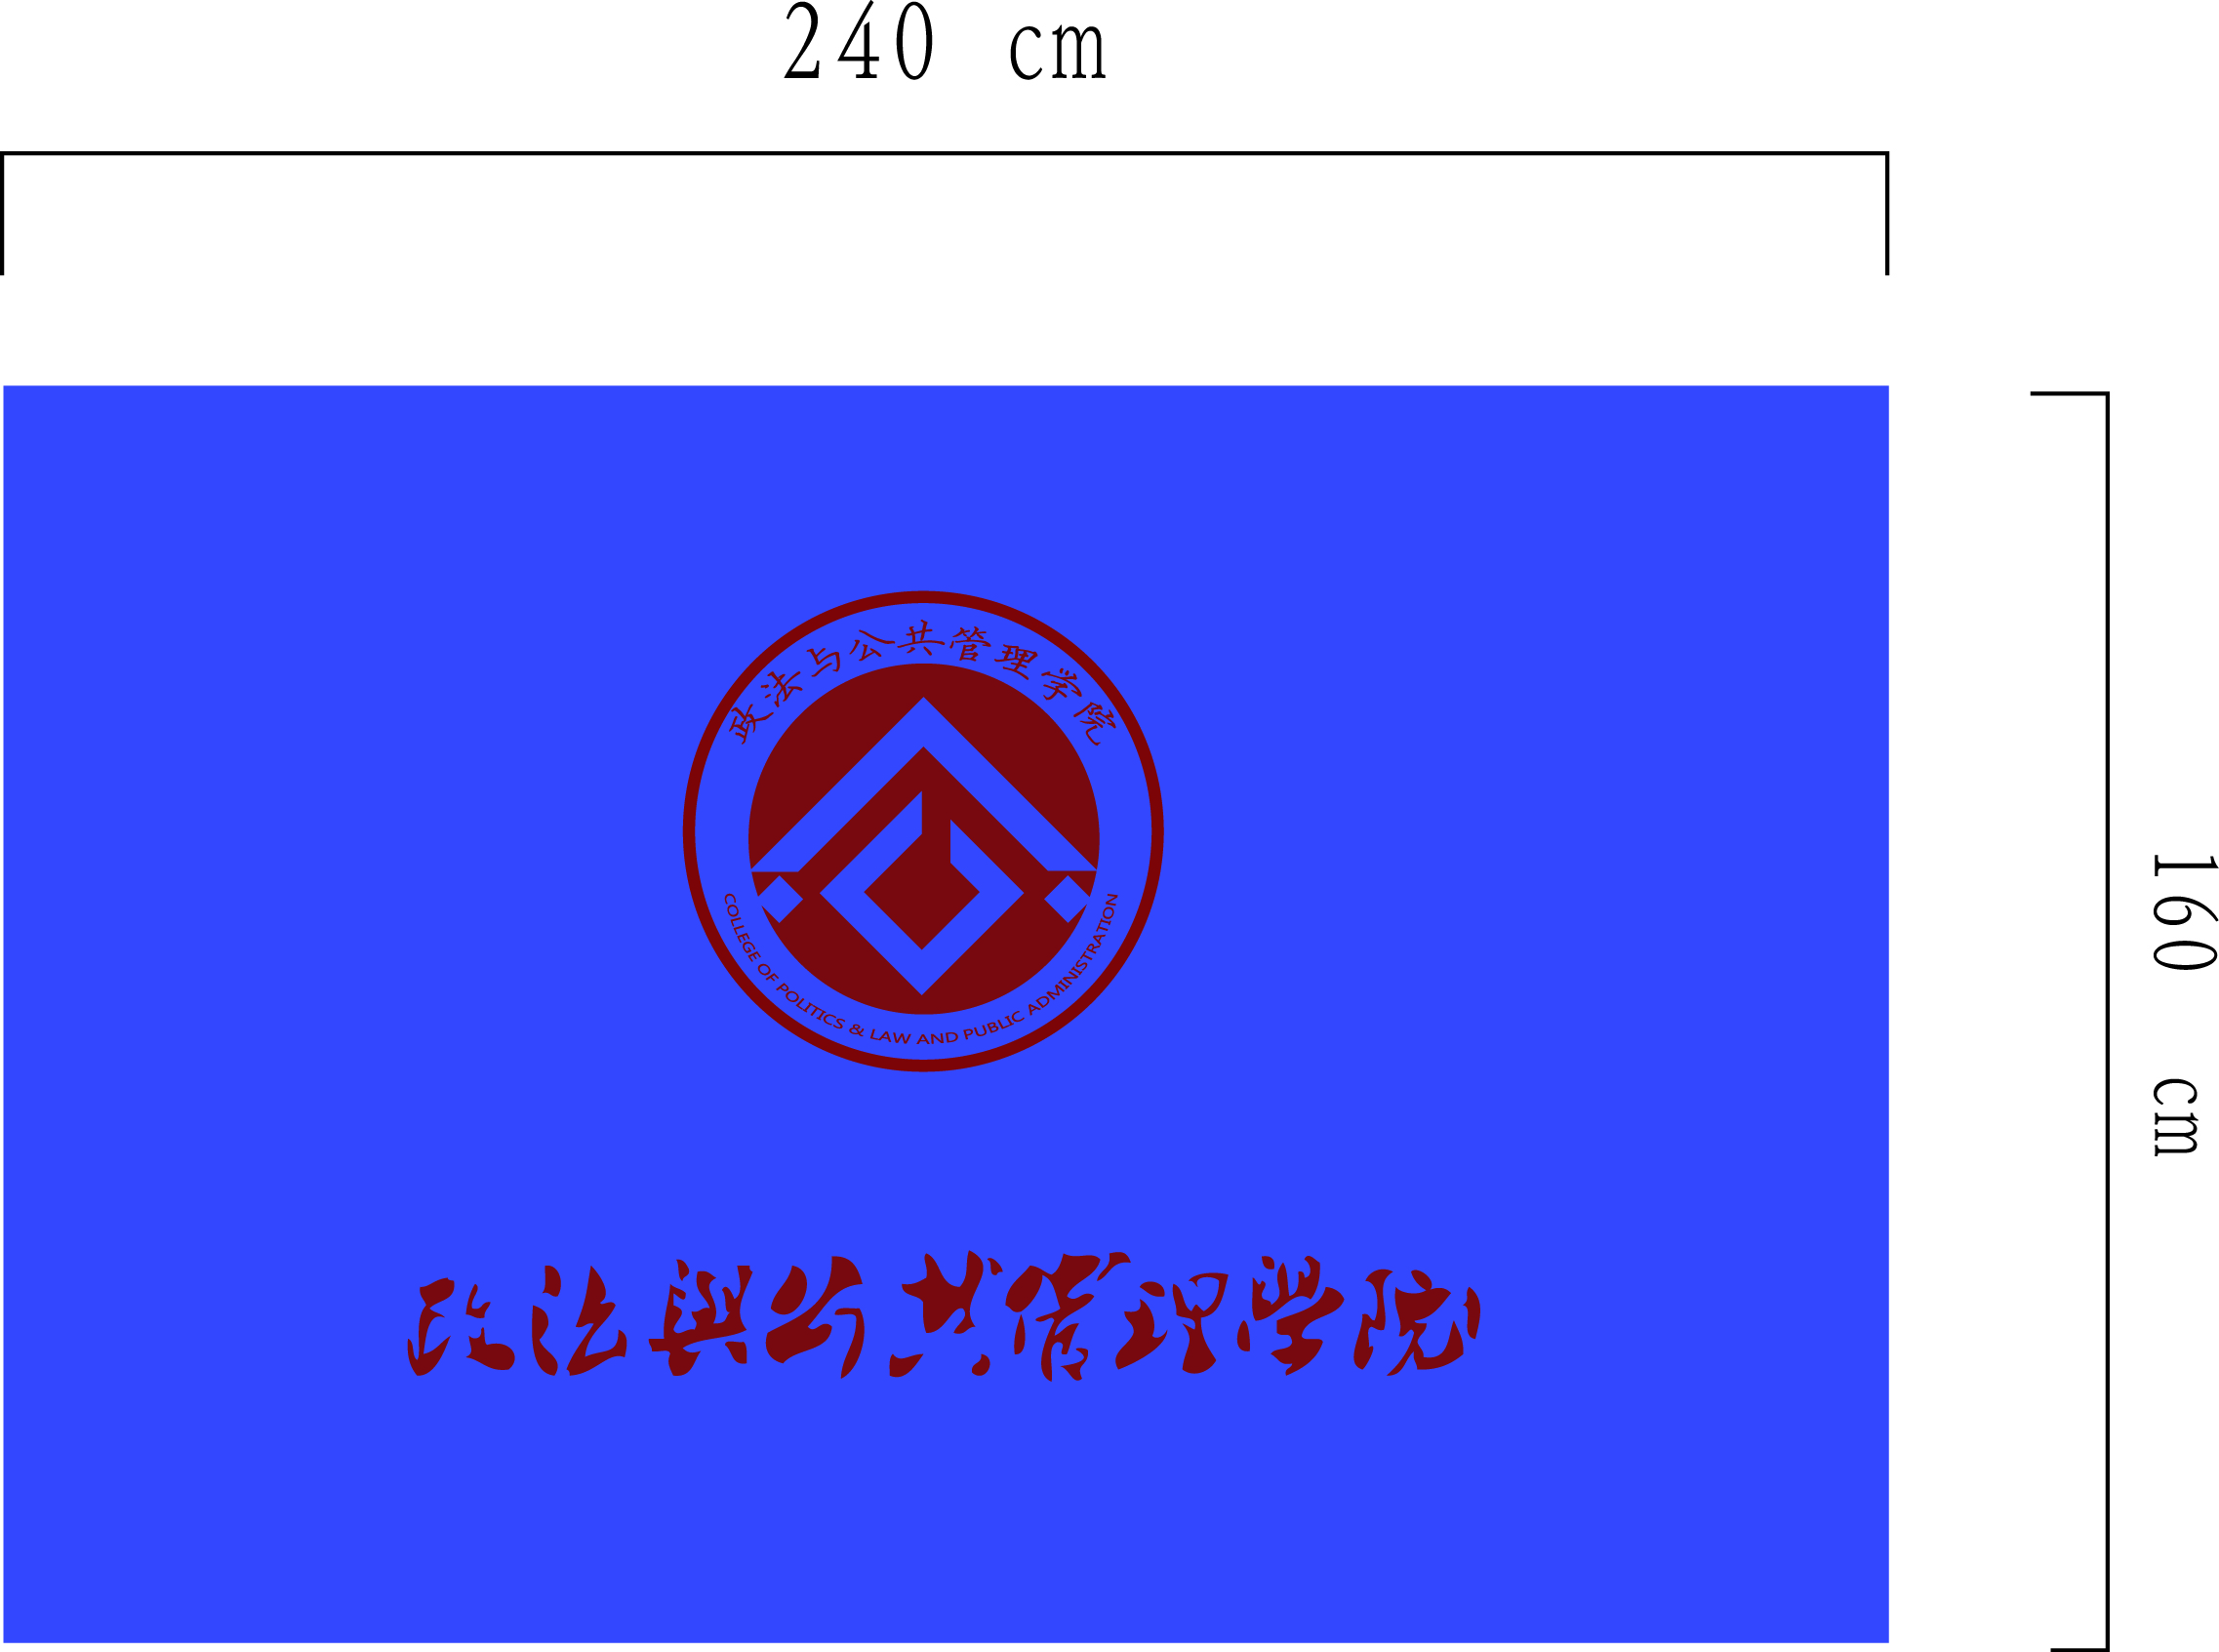 240 cm
政法与公共管理学院
COLLEGE OF POLITICS & LAW AND PUBLIC ADMINISTRATION
160 cm
政法與公共管理学院